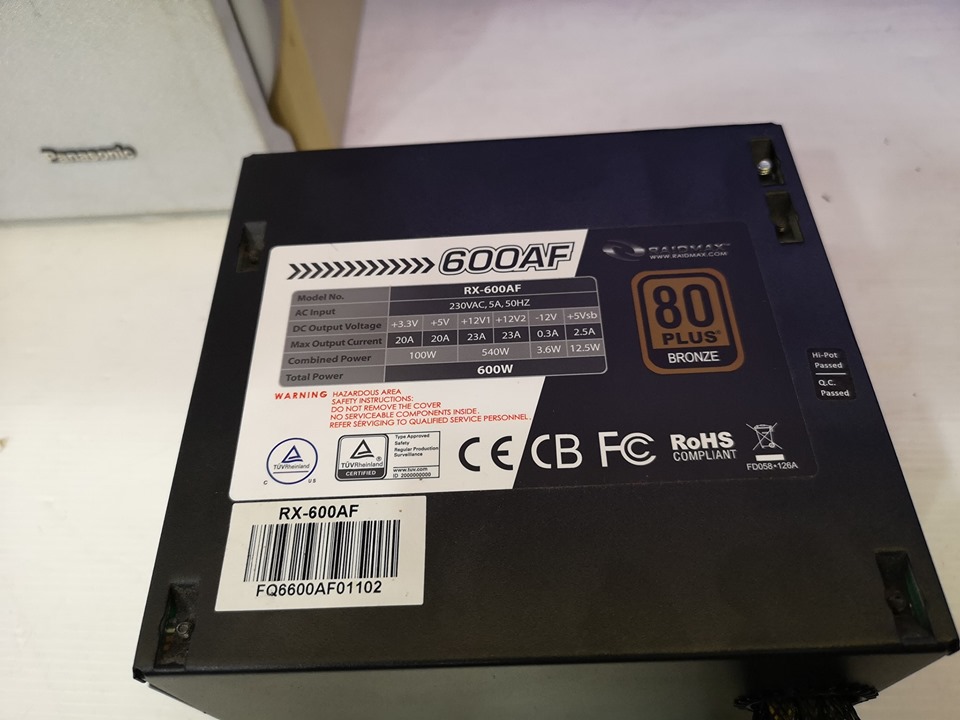 Panasonic
600AF
RAIDMAX™
WWW.RAIDMAX.COM
Model No. RX-600AF
AC Input 230VAC, 5A, 50HZ
DC Output Voltage +3.3V +5V +12V1 +12V2 -12V +5Vsb
Max Output Current 20A 20A 23A 23A 0.3A 2.5A
Combined Power 100W 540W 3.6W 12.5W
Total Power 600W
80
PLUS®
BRONZE
Hi-Pot
Passed
Q.C.
Passed
WARNING HAZARDOUS AREA
SAFETY INSTRUCTIONS:
DO NOT REMOVE THE COVER
NO SERVICEABLE COMPONENTS INSIDE.
REFER SERVIGING TO QUALIFIED SERVICE PERSONNEL.
TÜVRheinland
C US
TÜVRheinland
CERTIFIED
Type Approved
Safety
Regular Production
Surveillance
www.tuv.com
ID 2000000000
CE CB FC
RoHS
COMPLIANT
FD058•126A
RX-600AF
FQ6600AF01102